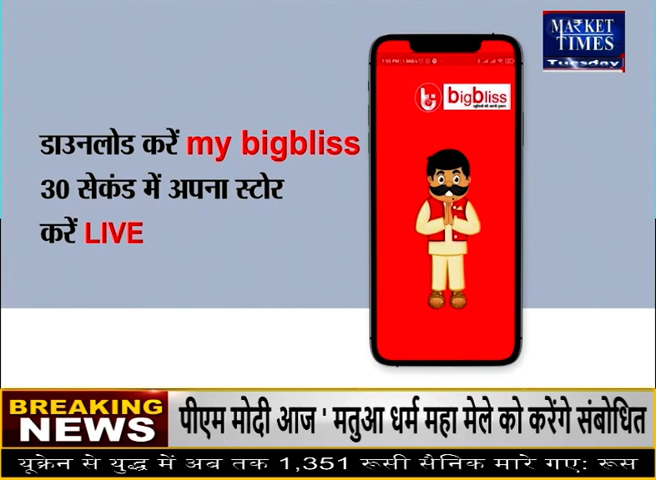 MARKET
TIMES
Tuesday
bigbliss
डाउनलोड करें my bigbliss
30 सेकंड में अपना स्टोर
करें LIVE
BREAKING
NEWS
पीएम मोदी आज ' मतुआ धर्म महा मेले को करेंगे संबोधित
यूक्रेन से युद्ध में अब तक 1,351 रूसी सैनिक मारे गए: रूस